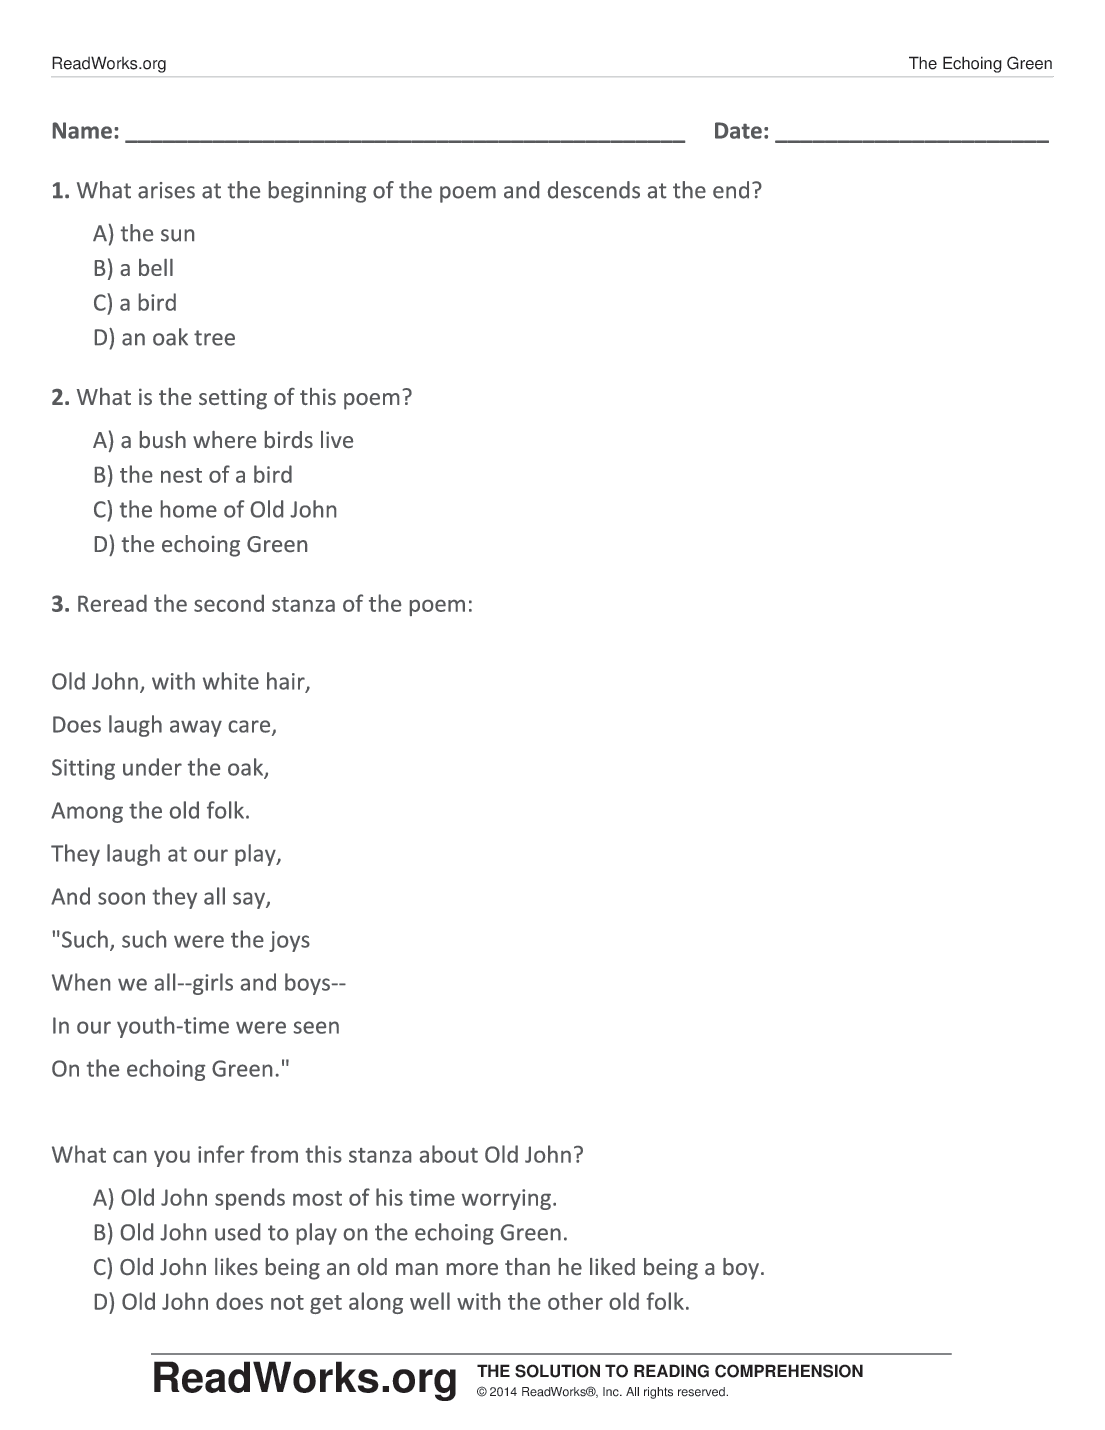 ReadWorks.org The Echoing Green
Name: ______________________________________________ Date: ______________________
1. What arises at the beginning of the poem and descends at the end?
A) the sun
B) a bell
C) a bird
D) an oak tree
2. What is the setting of this poem?
A) a bush where birds live
B) the nest of a bird
C) the home of Old John
D) the echoing Green
3. Reread the second stanza of the poem:
Old John, with white hair,
Does laugh away care,
Sitting under the oak,
Among the old folk.
They laugh at our play,
And soon they all say,
"Such, such were the joys
When we all--girls and boys--
In our youth-time were seen
On the echoing Green."
What can you infer from this stanza about Old John?
A) Old John spends most of his time worrying.
B) Old John used to play on the echoing Green.
C) Old John likes being an old man more than he liked being a boy.
D) Old John does not get along well with the other old folk.
ReadWorks.org THE SOLUTION TO READING COMPREHENSION
© 2014 ReadWorks®, Inc. All rights reserved.